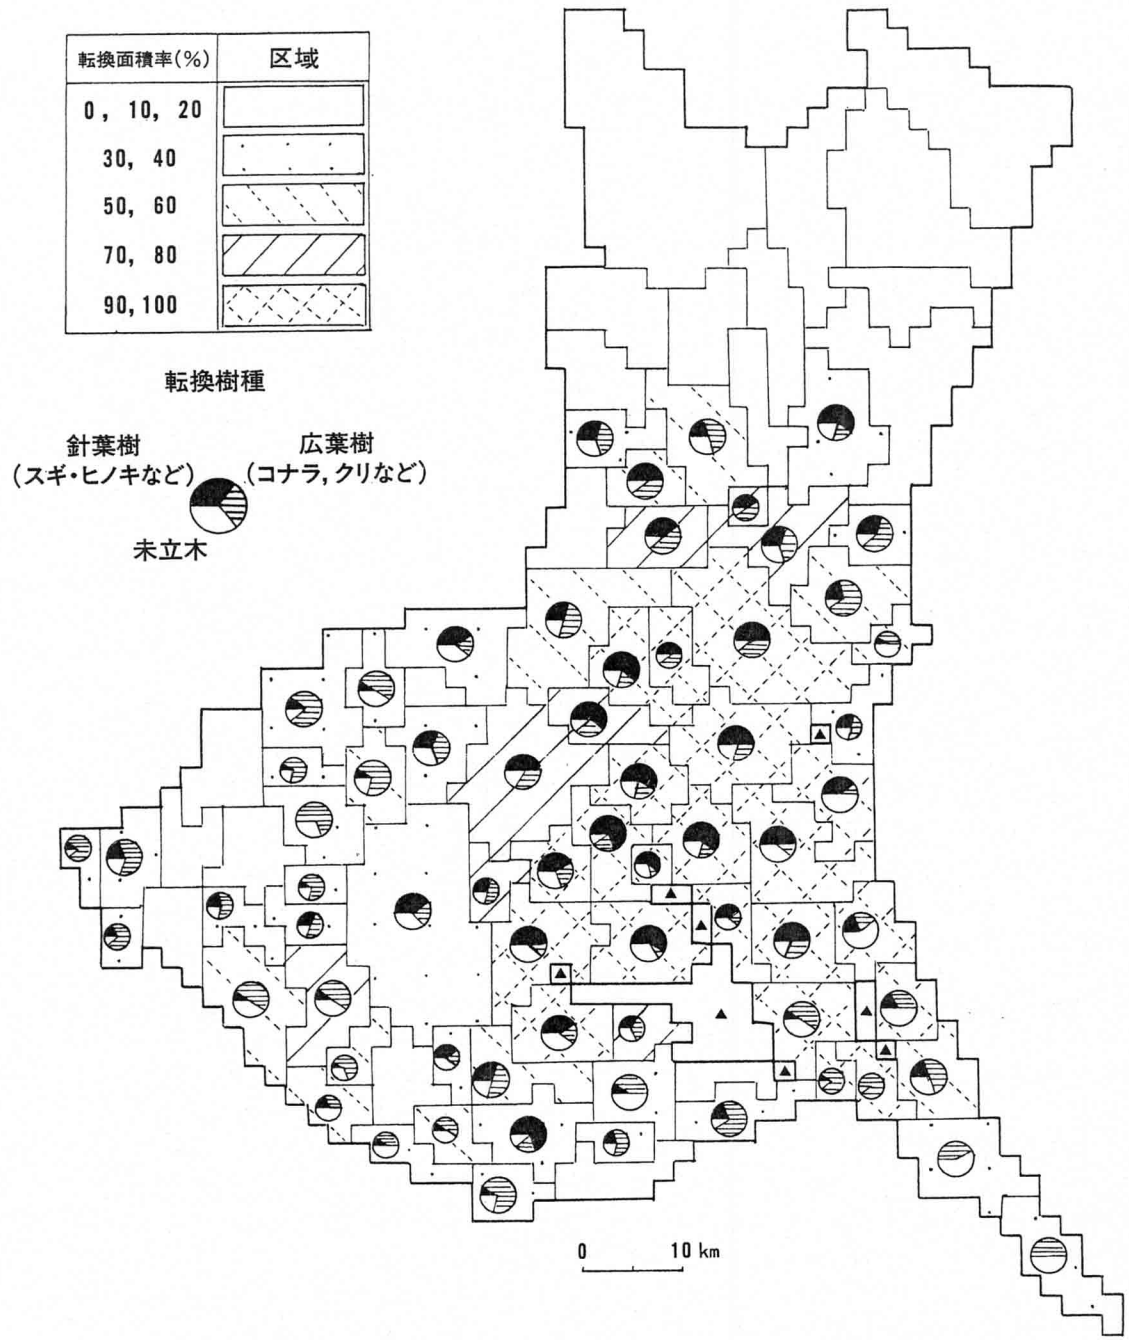 転換面積率(%) 区域
0, 10, 20
30, 40
50, 60
70, 80
90,100
転換樹種
針葉樹 広葉樹
(スギ・ヒノキなど) (コナラ,クリなど)
未立木
0 10 km